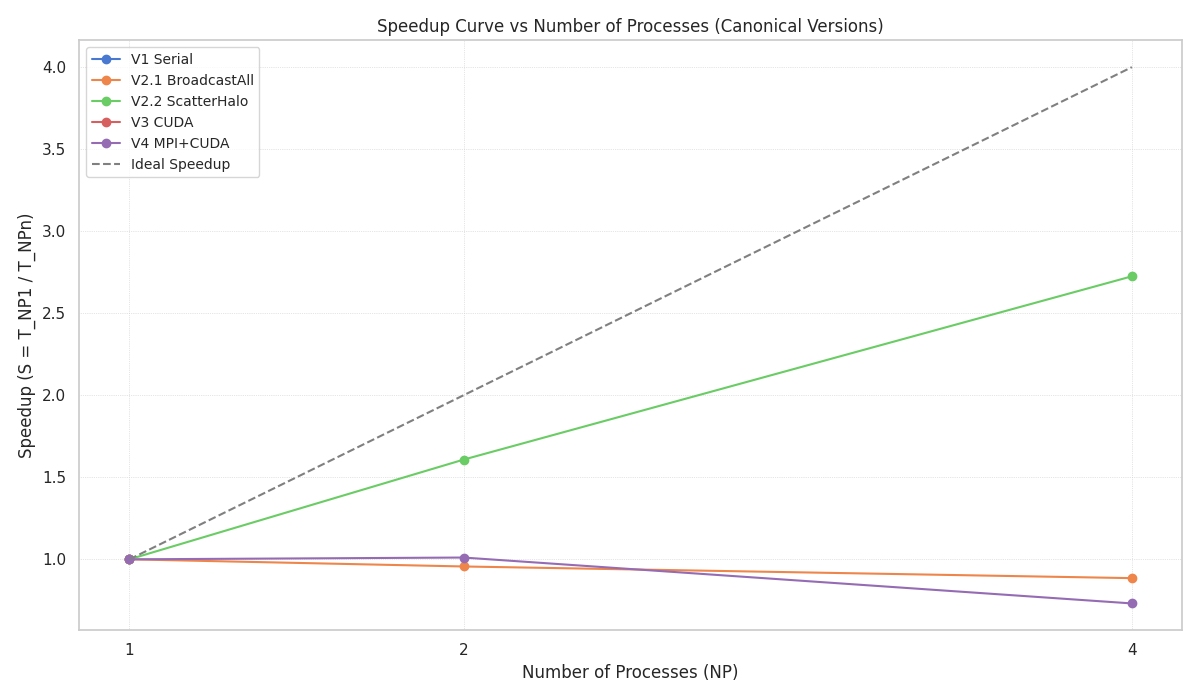 Speedup Curve vs Number of Processes (Canonical Versions)
V1 Serial
V2.1 BroadcastAll
V2.2 ScatterHalo
V3 CUDA
V4 MPI+CUDA
Ideal Speedup
Speedup (S = T_NP1 / T_NPn)
4.0
3.5
3.0
2.5
2.0
1.5
1.0
1
2
4
Number of Processes (NP)